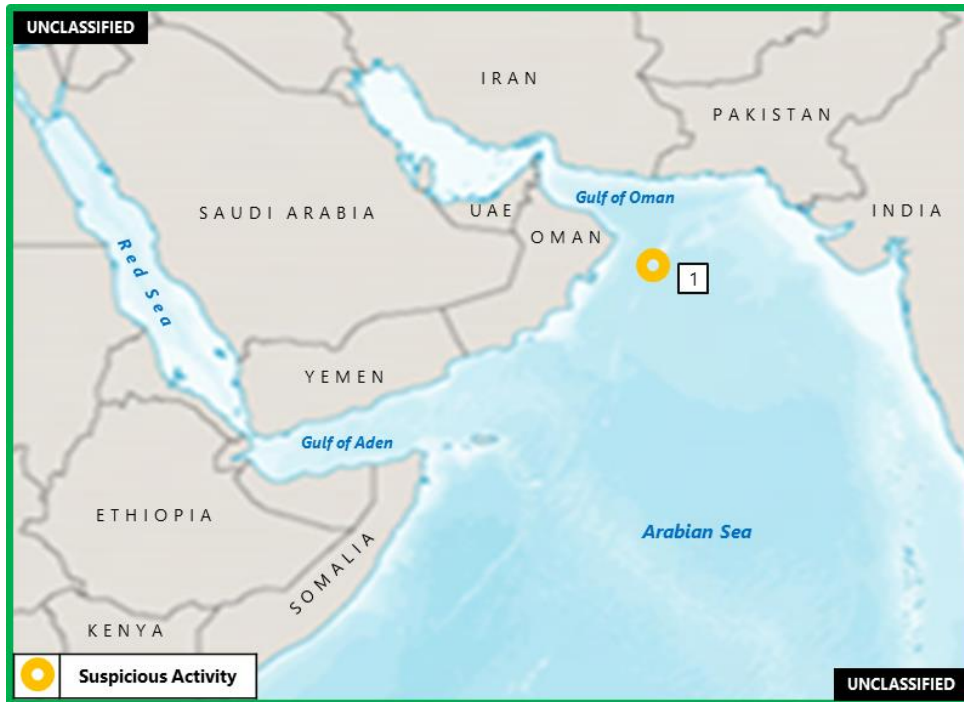 UNCLASSIFIED
IRAN
PAKISTAN
Gulf of Oman
SAUDI ARABIA
UAE
INDIA
OMAN
Red Sea
1
YEMEN
Gulf of Aden
ETHIOPIA
Arabian Sea
SOMALIA
KENYA
Suspicious Activity
UNCLASSIFIED